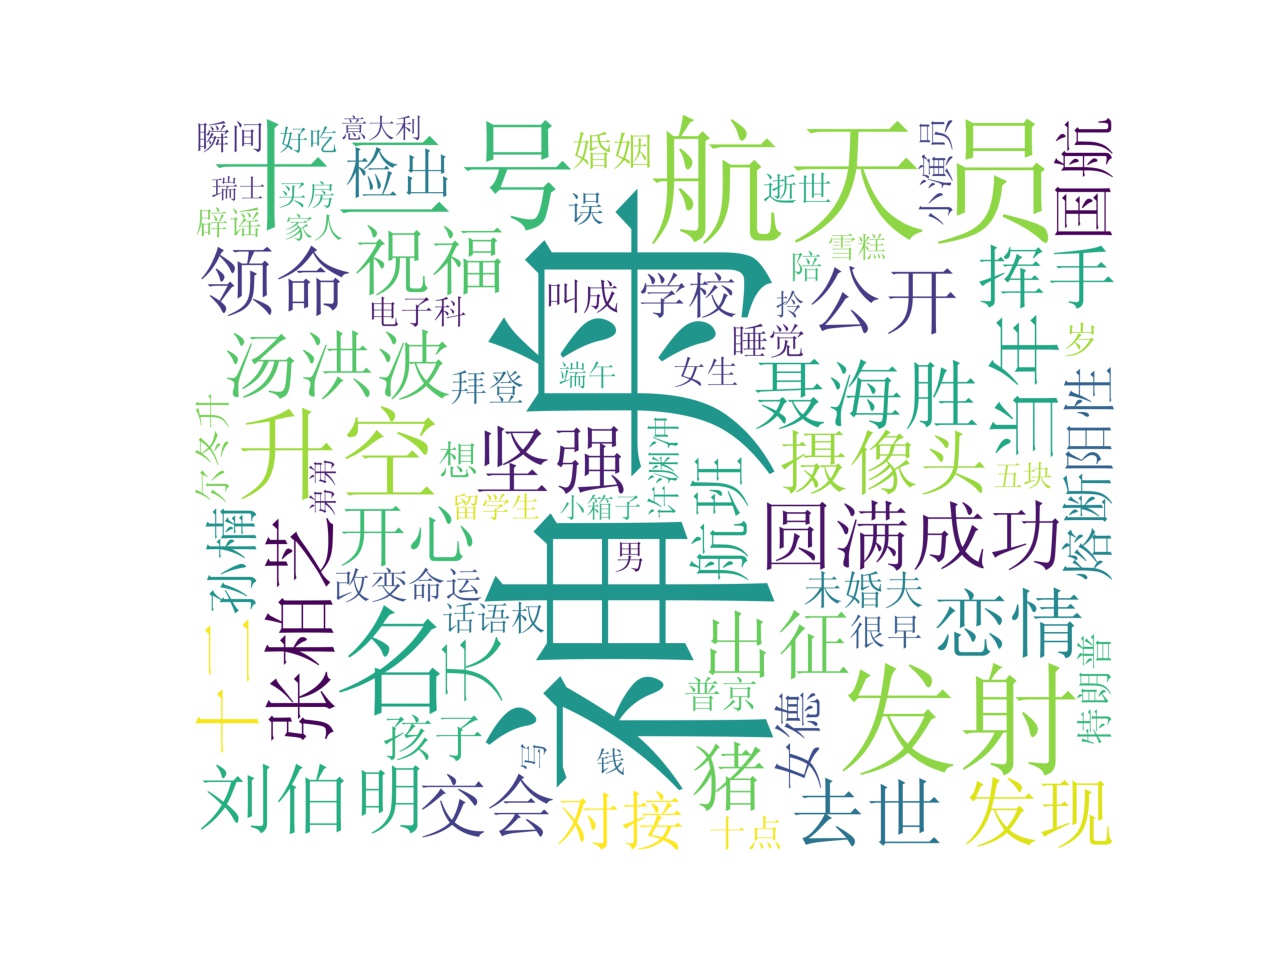 瞬间
好吃
意大利
十二号
婚姻
航天员
小演员
国航
检出
瑞士
买房
误
逝世
辟谣
家人
祝福
雪糕
领命
叫成
学校
陪
公开
挥手
电子科
拎
神舟
睡觉
当年
岁
汤洪波
拜登
端午
女生
聂海胜
熔断阳性
尔冬升
升空
想
坚强
许渊冲
摄像头
五块
弟弟
航班
留学生
小箱子
孙楠
张柏芝
开心
圆满成功
男
改变命运
未婚夫
恋情
十二
名
话语权
天
出征
很早
特朗普
普京
发射
孩子
女德
写
钱
猪
刘伯明
交会
对接
十点
去世
发现